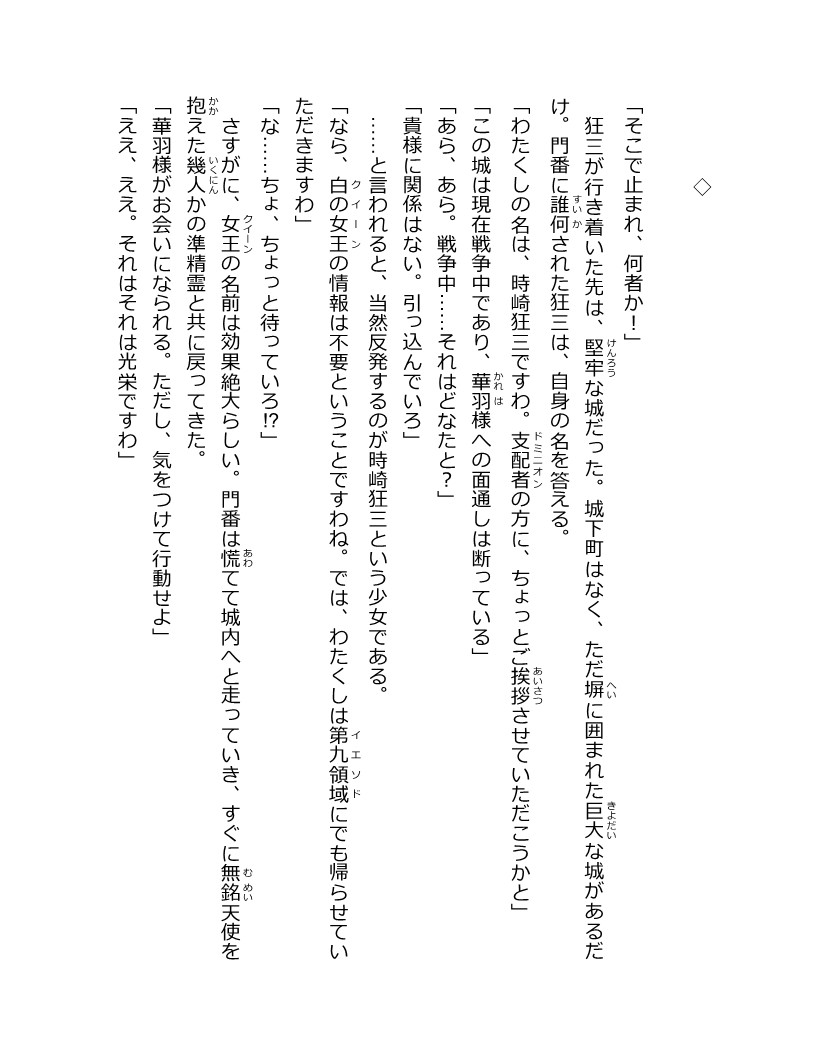 ◇
「そこで止まれ、何者か！」
狂三が行き着いた先は、堅牢な城だった。城下町はなく、ただ塀に囲まれた巨大な城があるだ
け。門番に誰何された狂三は、自身の名を答える。
「わたくしの名は、時崎狂三ですわ。支配者の方に、ちょっとご挨拶させていただこうかと」
「この城は現在戦争中であり、華羽様への面通しは断っている」
「あら、あら。戦争中……それはどなたと？」
「貴様に関係はない。引っ込んでいろ」
……と言われると、当然反発するのが時崎狂三という少女である。
「なら、白の女王の情報は不要ということですわね。では、わたくしは第九領域にでも帰らせてい
ただきますわ」
「な……ちょ、ちょっと待っていろ!?」
さすがに、女王の名前は効果絶大らしい。門番は慌てて城内へと走っていき、すぐに無銘天使を
抱えた幾人かの準精霊と共に戻ってきた。
「華羽様がお会いになられる。ただし、気をつけて行動せよ」
「ええ、ええ。それはそれは光栄ですわ」